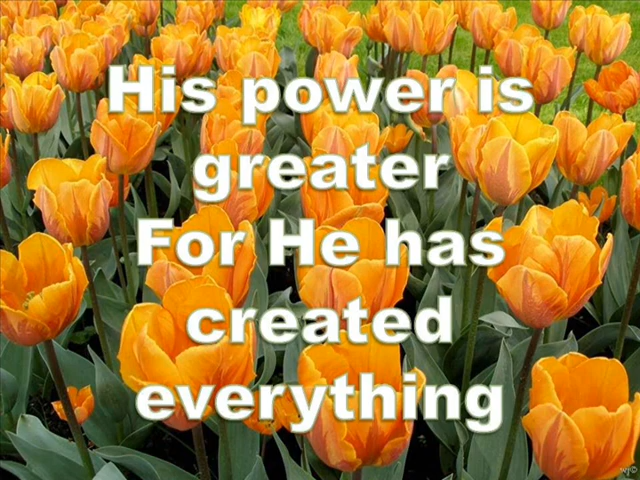 His power is
greater
For He has
created
everything